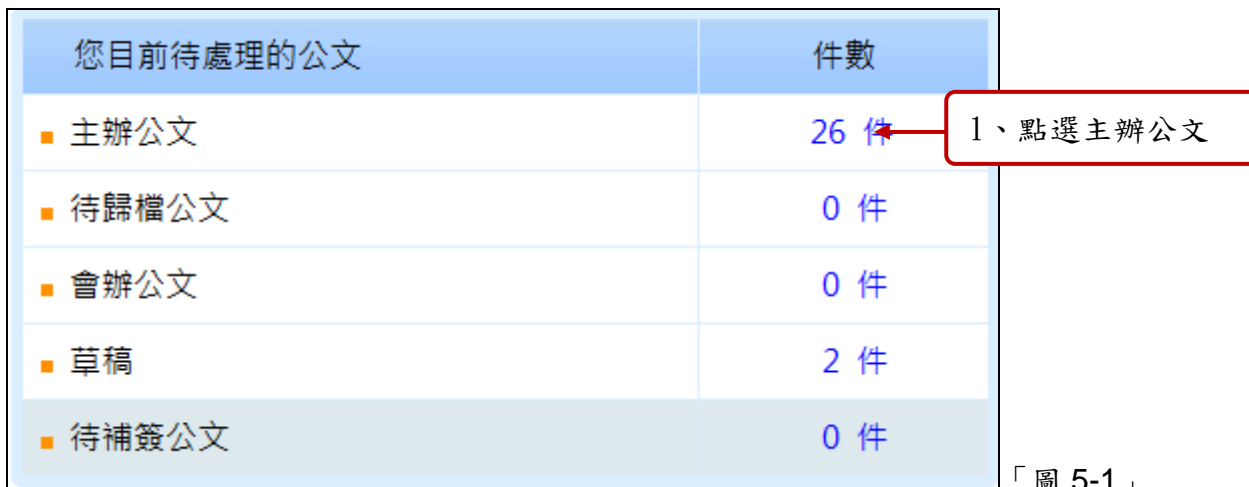 您目前待處理的公文 件數
主辦公文 26 件
1、點選主辦公文
待歸檔公文 0 件
會辦公文 0 件
草稿 2 件
待補簽公文 0 件
「圖 5-1」